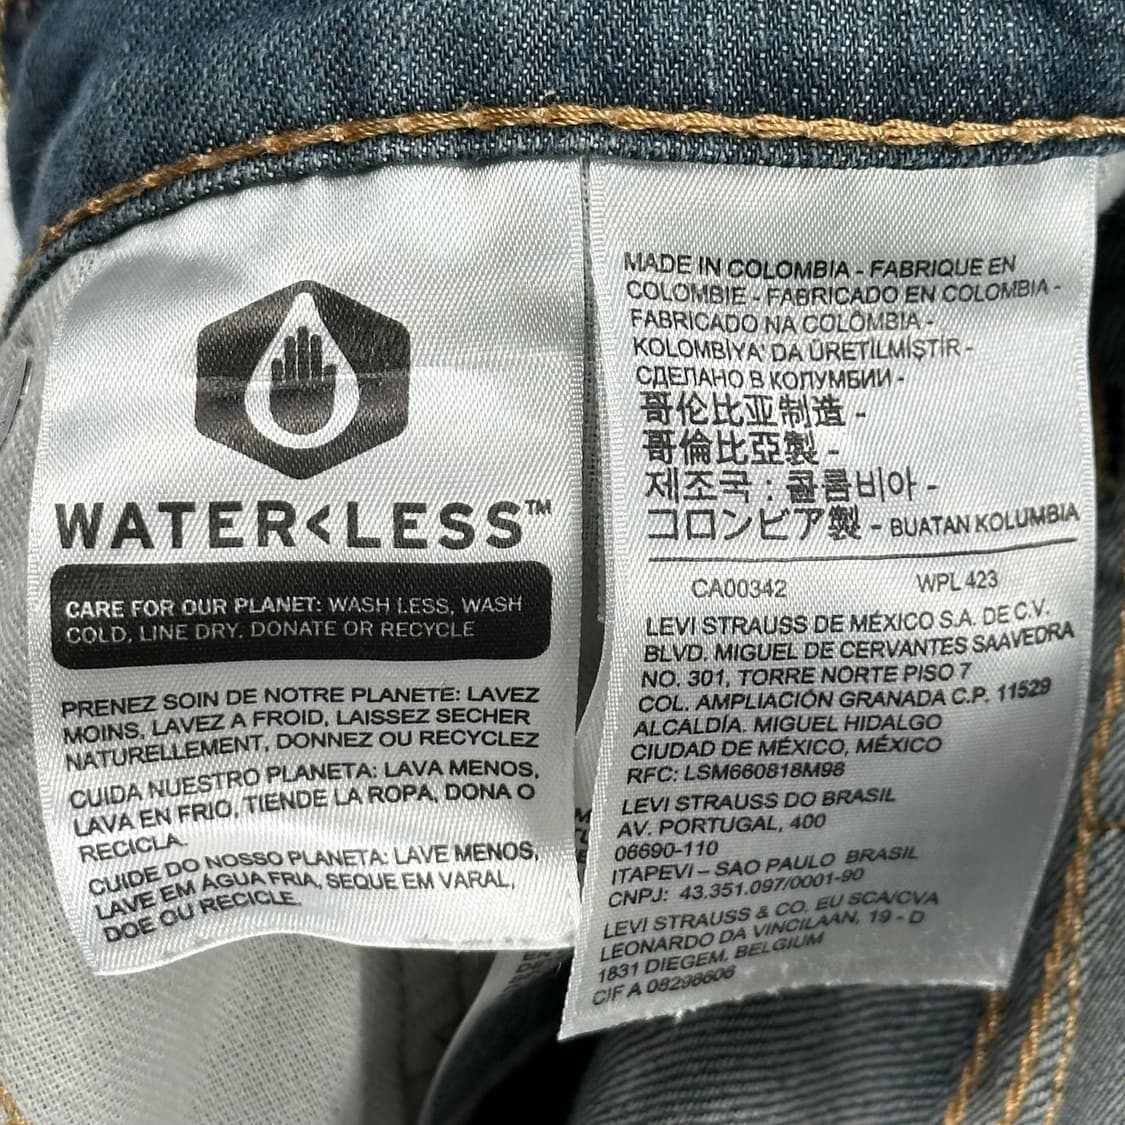 WATER<LESS™
CARE FOR OUR PLANET: WASH LESS, WASH
COLD, LINE DRY, DONATE OR RECYCLE
PRENEZ SOIN DE NOTRE PLANETE: LAVEZ
MOINS, LAVEZ A FROID, LAISSEZ SECHER
NATURELLEMENT, DONNEZ OU RECYCLEZ
CUIDA NUESTRO PLANETA: LAVA MENOS,
LAVA EN FRIO, TIENDE LA ROPA, DONA O
RECICLA.
CUIDE DO NOSSO PLANETA: LAVE MENOS,
LAVE EM ÁGUA FRIA, SEQUE EM VARAL,
DOE OU RECICLE.
MADE IN COLOMBIA - FABRIQUE EN
COLOMBIE - FABRICADO EN COLOMBIA -
FABRICADO NA COLÔMBIA -
KOLOMBİYA' DA ÜRETİLMİŞTİR -
СДЕЛАНО В КОЛУМБИИ -
哥伦比亚制造 -
哥倫比亞製 -
제조국 : 콜롬비아 -
コロンビア製 - BUATAN KOLUMBIA
CA00342 WPL 423
LEVI STRAUSS DE MÉXICO S.A. DE C.V.
BLVD. MIGUEL DE CERVANTES SAAVEDRA
NO. 301, TORRE NORTE PISO 7
COL. AMPLIACIÓN GRANADA C.P. 11529
ALCALDÍA. MIGUEL HIDALGO
CIUDAD DE MÉXICO, MÉXICO
RFC: LSM660818M98
LEVI STRAUSS DO BRASIL
AV. PORTUGAL, 400
06690-110
ITAPEVI – SAO PAULO BRASIL
CNPJ: 43.351.097/0001-90
LEVI STRAUSS & CO. EU SCA/CVA
LEONARDO DA VINCILAAN, 19 - D
1831 DIEGEM, BELGIUM
CIF A 08298606